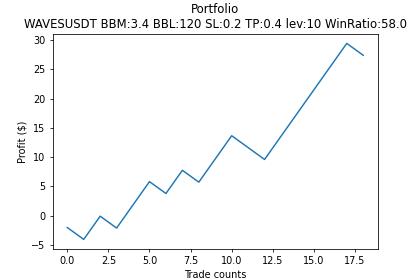 Portfolio
WAVESUSDT BBM:3.4 BBL:120 SL:0.2 TP:0.4 lev:10 WinRatio:58.0
30
25
20
15
10
5
0
−5
Profit ($)
0.0 2.5 5.0 7.5 10.0 12.5 15.0 17.5
Trade counts